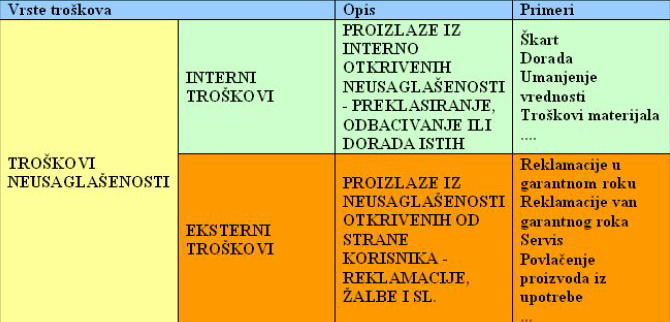 Vrste troškova
Opis
Primeri
TROŠKOVI
NEUSAGLAŠENOSTI
INTERNI
TROŠKOVI
PROIZLAZE IZ
INTERNO
OTKRIVENIH
NEUSAGLAŠENOSTI
- PREKLASIRANJE,
ODBACIVANJE ILI
DORADA ISTIH
Škart
Dorada
Umanjenje
vrednosti
Troškovi materijala
....
EKSTERNI
TROŠKOVI
PROIZLAZE IZ
NEUSAGLAŠENOSTI
OTKRIVENIH OD
STRANE
KORISNIKA -
REKLAMACIJE,
ŽALBE I SL.
Reklamacije u
garantnom roku
Reklamacije van
garantnog roka
Servis
Povlačenje
proizvoda iz
upotrebe
...